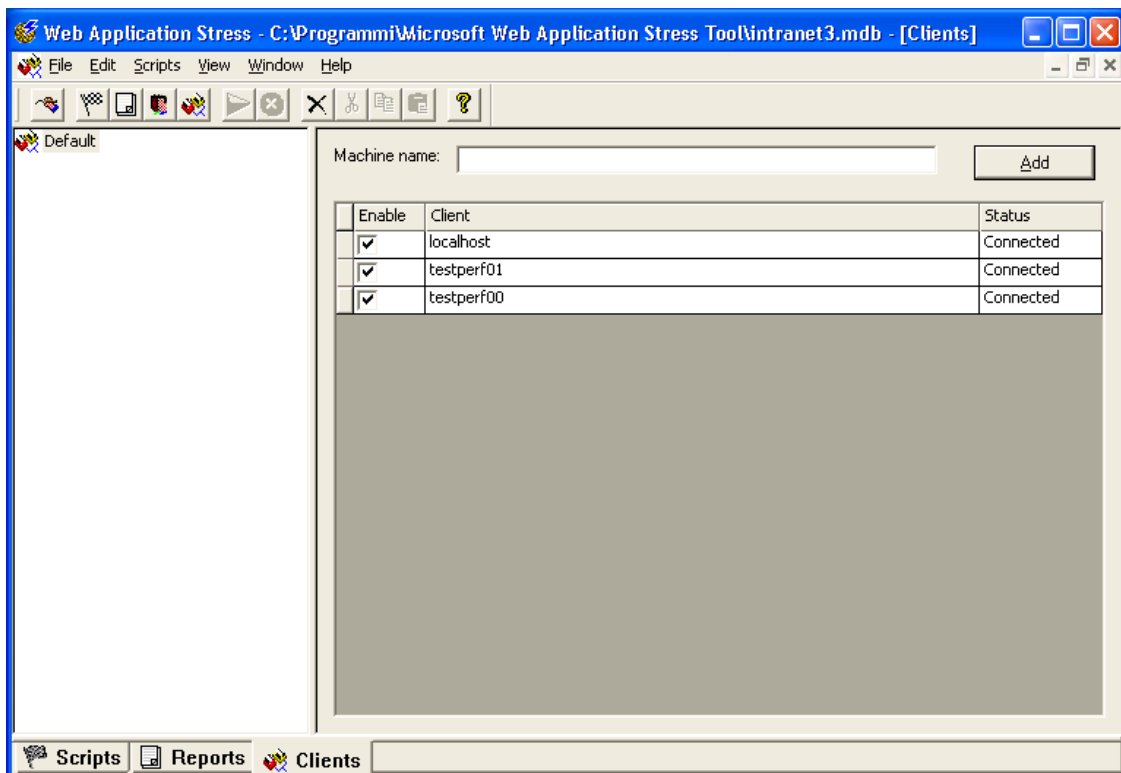 Web Application Stress - C:\Programmi\Microsoft Web Application Stress Tool\intranet3.mdb - [Clients]
File Edit Scripts View Window Help
Default
Machine name:
Add
Enable Client Status
localhost Connected
testperf01 Connected
testperf00 Connected
Scripts Reports Clients